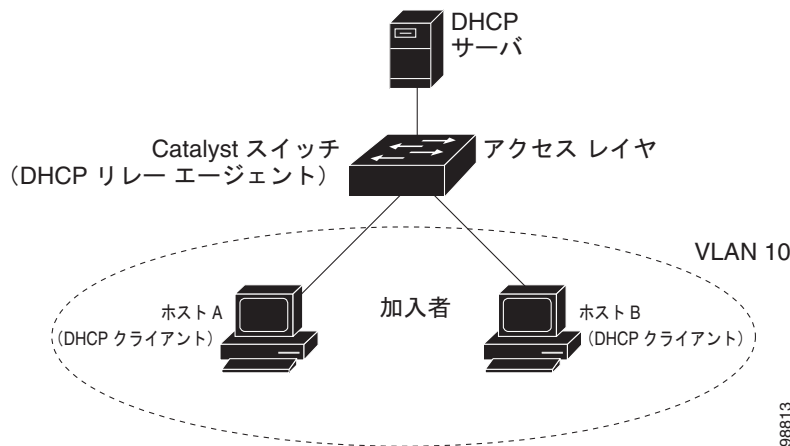 DHCP
サーバ
Catalyst スイッチ
(DHCP リレー エージェント)
アクセス レイヤ
VLAN 10
ホスト A
(DHCP クライアント)
加入者
ホスト B
(DHCP クライアント)
98813